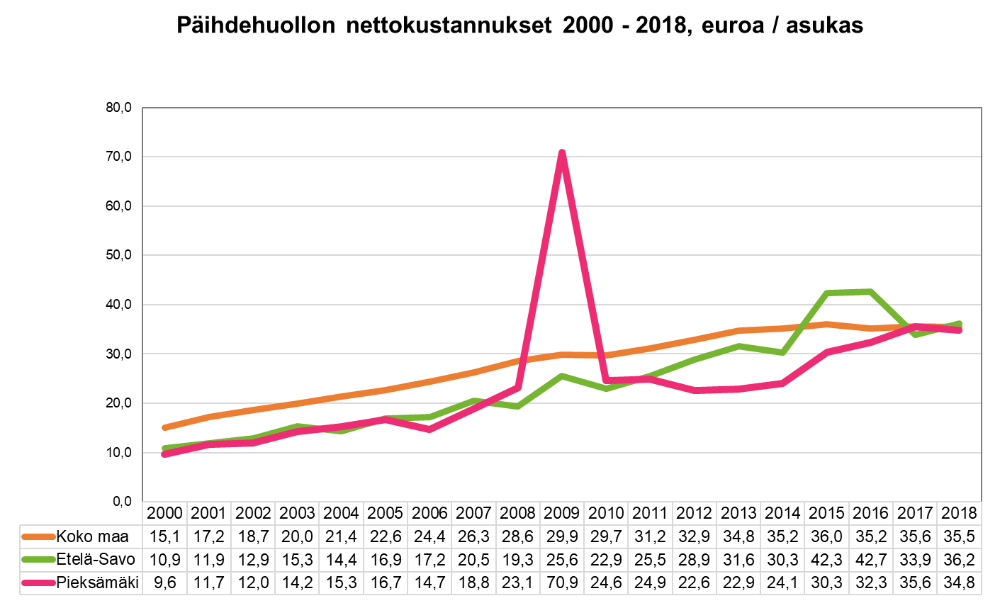 Päihdehuollon nettokustannukset 2000 - 2018, euroa / asukas
80,0
70,0
60,0
50,0
40,0
30,0
20,0
10,0
0,0
2000 2001 2002 2003 2004 2005 2006 2007 2008 2009 2010 2011 2012 2013 2014 2015 2016 2017 2018
Koko maa 15,1 17,2 18,7 20,0 21,4 22,6 24,4 26,3 28,6 29,9 29,7 31,2 32,9 34,8 35,2 36,0 35,2 35,6 35,5
Etelä-Savo 10,9 11,9 12,9 15,3 14,4 16,9 17,2 20,5 19,3 25,6 22,9 25,5 28,9 31,6 30,3 42,3 42,7 33,9 36,2
Pieksämäki 9,6 11,7 12,0 14,2 15,3 16,7 14,7 18,8 23,1 70,9 24,6 24,9 22,6 22,9 24,1 30,3 32,3 35,6 34,8